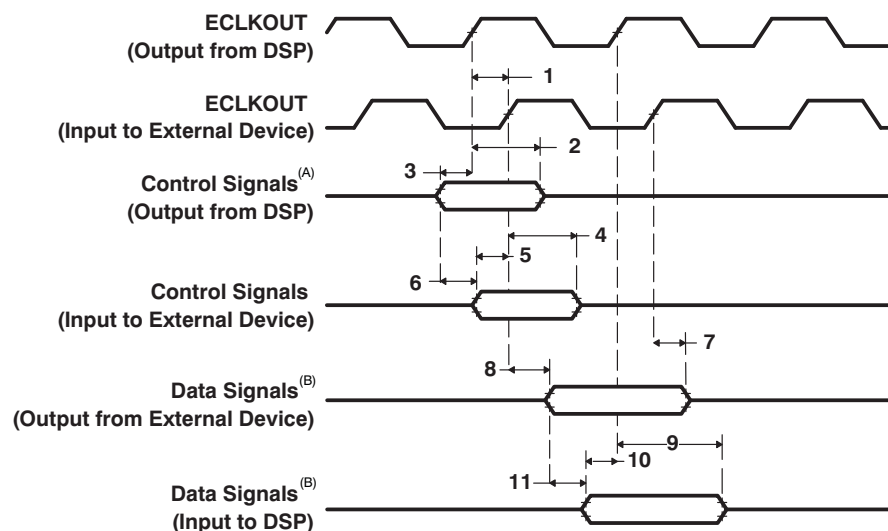 ECLKOUT
(Output from DSP)
1
ECLKOUT
(Input to External Device)
2
3
Control Signals(A)
(Output from DSP)
4
5
6
Control Signals
(Input to External Device)
7
8
Data Signals(B)
(Output from External Device)
9
10
11
Data Signals(B)
(Input to DSP)